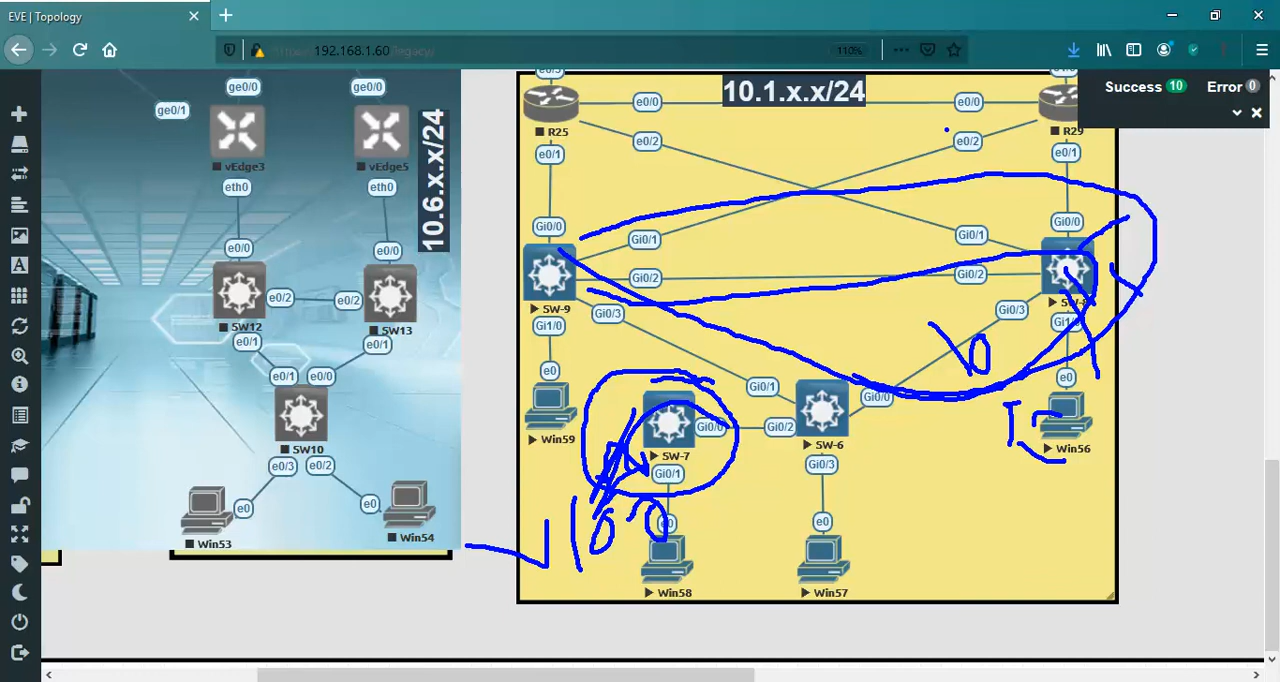 EVE | Topology
192.168.1.60/legacy/
110%
Success 10 Error 0
ge0/0
ge0/0
ge0/1
vEdge3
vEdge5
10.6.x.x/24
eth0
eth0
e0/0
e0/0
e0/2
e0/2
SW12
SW13
e0/1
e0/1
e0/1
e0/0
SW10
e0/3
e0/2
e0
e0
Win53
Win54
10.1.x.x/24
e0/0
e0/0
R25
R29
e0/2
e0/2
e0/1
e0/1
Gi0/0
Gi0/0
Gi0/1
Gi0/1
Gi0/2
Gi0/2
SW-9
Gi0/3
Gi0/3
Gi1/0
e0
e0
Win59
Gi0/1
Gi0/0
Gi0/0
Gi0/2
Win56
SW-7
SW-6
Gi0/1
Gi0/3
e0
e0
Win58
Win57